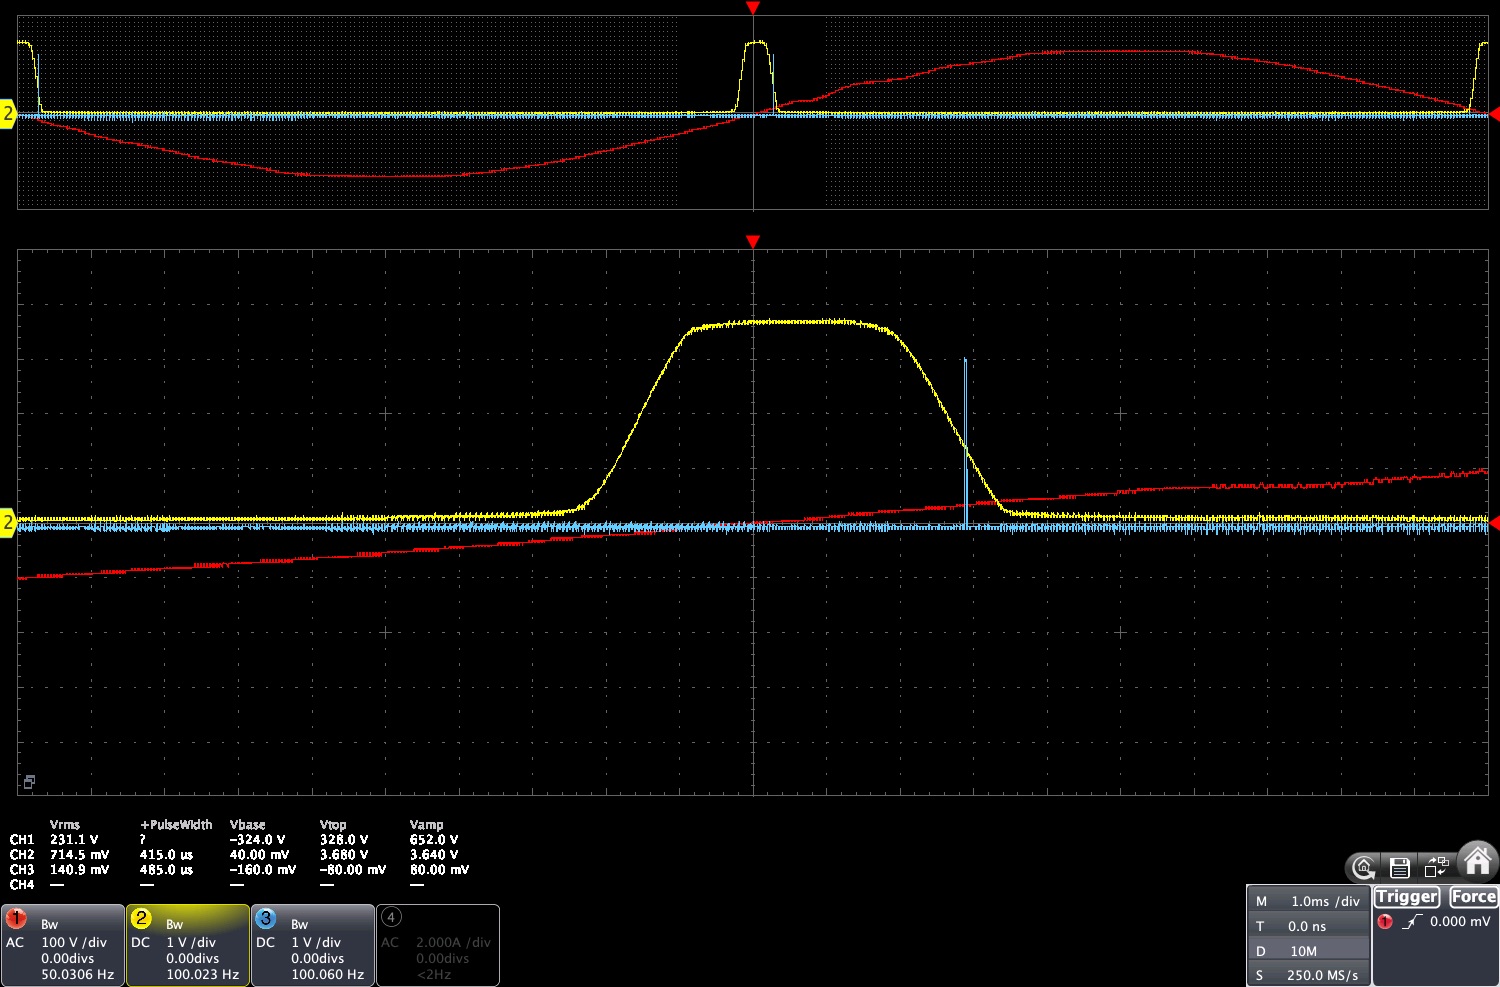 2
2
Vrms +PulseWidth Vbase Vtop Vamp
CH1 231.1 V ? -324.0 V 328.0 V 652.0 V
CH2 714.5 mV 415.0 us 40.00 mV 3.680 V 3.640 V
CH3 140.9 mV 485.0 us -160.0 mV -80.00 mV 80.00 mV
CH4 — — — — —
1 Bw
AC 100 V /div
0.00divs
50.0306 Hz
2 Bw
DC 1 V /div
0.00divs
100.023 Hz
3 Bw
DC 1 V /div
0.00divs
100.060 Hz
4
AC 2.000A /div
0.00divs
<2Hz
M 1.0ms /div
T 0.0 ns
D 10M
S 250.0 MS/s
Trigger Force
1 0.000 mV